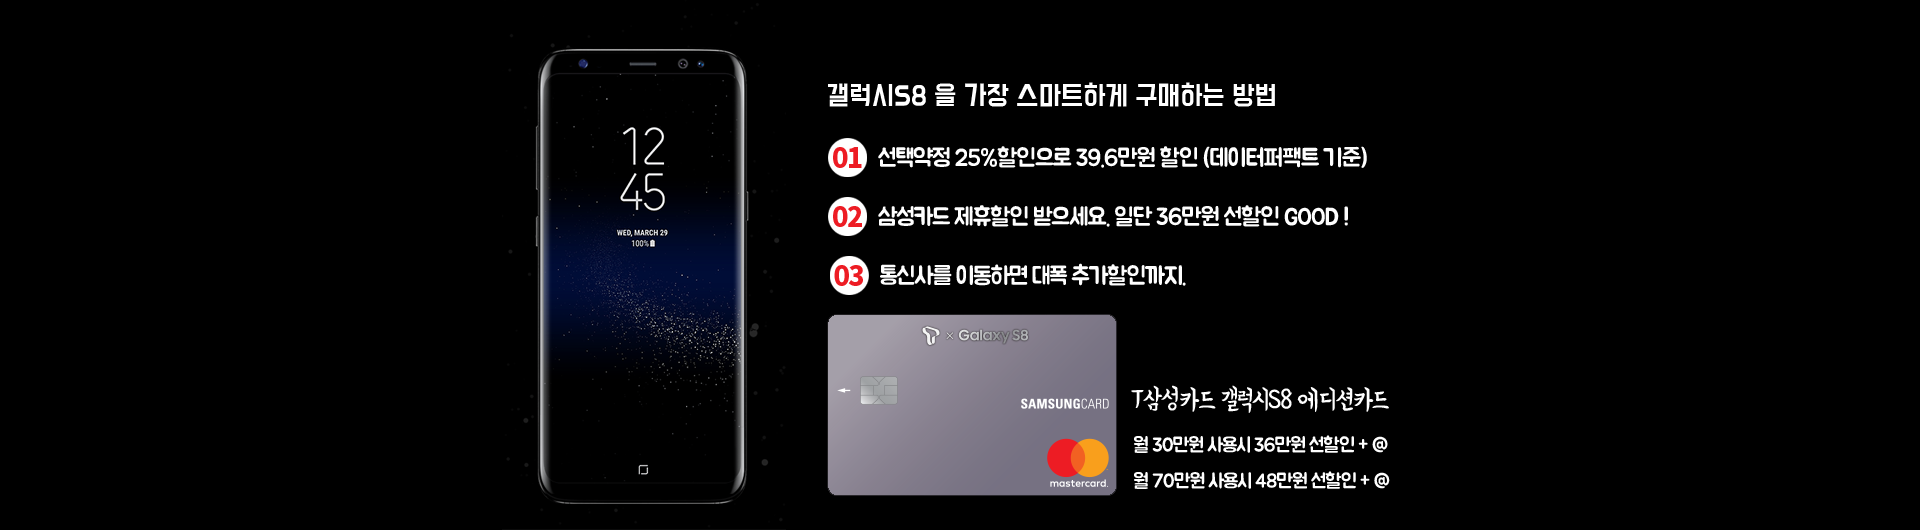 12
45
WED, MARCH 29
100%
갤럭시S8 을 가장 스마트하게 구매하는 방법
01 선택약정 25%할인으로 39.6만원 할인 (데이터퍼팩트 기준)
02 삼성카드 제휴할인 받으세요. 일단 36만원 선할인 GOOD !
03 통신사를 이동하면 대폭 추가할인까지.
T × Galaxy S8
SAMSUNGCARD
mastercard.
T삼성카드 갤럭시S8 에디션카드
월 30만원 사용시 36만원 선할인 + @
월 70만원 사용시 48만원 선할인 + @